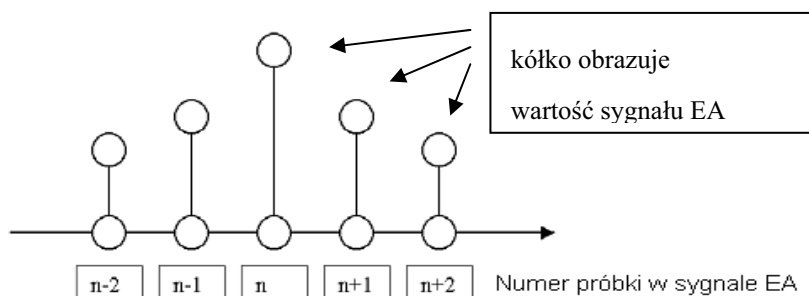 kółko obrazuje
wartość sygnału EA
n-2 n-1 n n+1 n+2 Numer próbki w sygnale EA